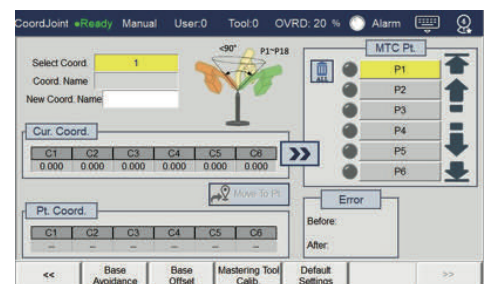 CoordJoint Ready Manual User:0 Tool:0 OVRD: 20 % Alarm
Select Coord. 1
Coord. Name
New Coord. Name
<90° P1~P18
MTC Pt.
ALL
P1
P2
P3
P4
P5
P6
Cur. Coord.
C1 C2 C3 C4 C5 C6
0.000 0.000 0.000 0.000 0.000 0.000
Move To Pt.
Pt. Coord.
C1 C2 C3 C4 C5 C6
-- -- -- -- -- --
Error
Before:
After:
<< Base Avoidance Base Offset Mastering Tool Calib. Default Settings >>